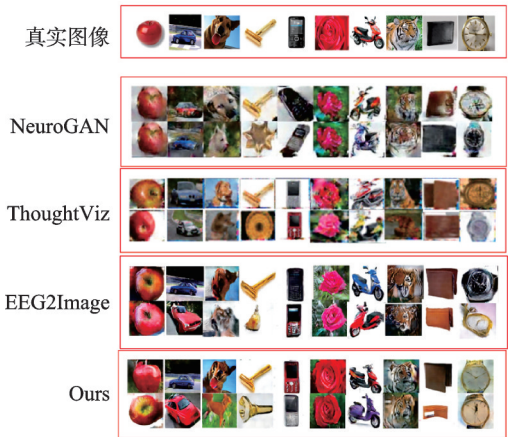 真实图像
NeuroGAN
ThoughtViz
EEG2Image
Ours